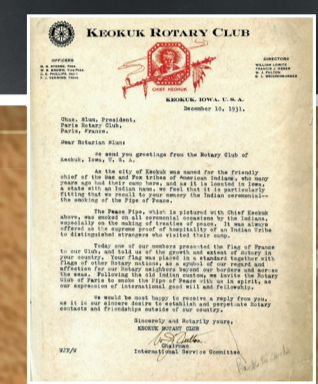 KEOKUK ROTARY CLUB
OFFICERS
DIRECTORS
CHIEF KEOKUK
KEOKUK, IOWA, U. S. A.
December 10, 1931.
Chas. Blum, President,
Paris Rotary Club,
Paris, France.
Dear Rotarian Blum:
We send you greetings from the Rotary Club of
Keokuk, Iowa, U. S. A.
As the city of Keokuk was named for the friendly
chief of the Sac and Fox tribes of American Indians, who many
years ago had their camp here, and as it is located in Iowa,
a state with an Indian name, we feel that it is particularly
fitting that we recall to your memory the Indian ceremonial--
the smoking of the Pipe of Peace.
The Peace Pipe, which is pictured with Chief Keokuk
above, was smoked on all ceremonial occasions by the Indians,
especially on the making of treaties. It was always
offered as the supreme proof of hospitality of an Indian Tribe
to distinguished strangers who visited their camp.
Today one of our members presented the flag of France
to our Club, and told us of the growth and extent of Rotary in
your country. Your flag was placed in a standard together with
flags of other Rotary nations, as a symbol of our regard and
affection for our Rotary neighbors beyond our borders and across
the seas. Following the old Indian custom, we invite the Rotary
Club of Paris to smoke the Pipe of Peace with us in spirit, as
our expression of international good will and fellowship.
We would be most happy to receive a reply from you,
as it is our sincere desire to establish and perpetuate Rotary
contacts and friendships outside of our country.
Sincerely and Rotarily yours,
KEOKUK ROTARY CLUB
Chairman
International Service Committee